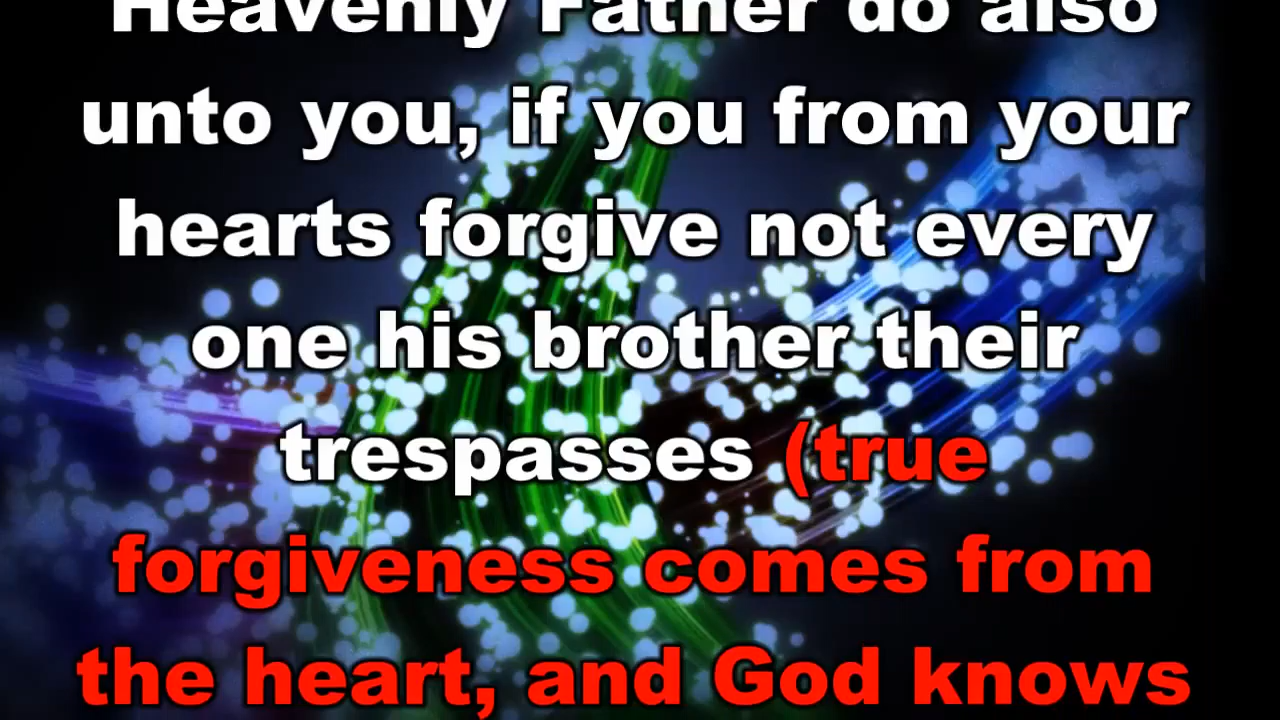 Heavenly Father do also
unto you, if you from your
hearts forgive not every
one his brother their
trespasses (true
forgiveness comes from
the heart, and God knows